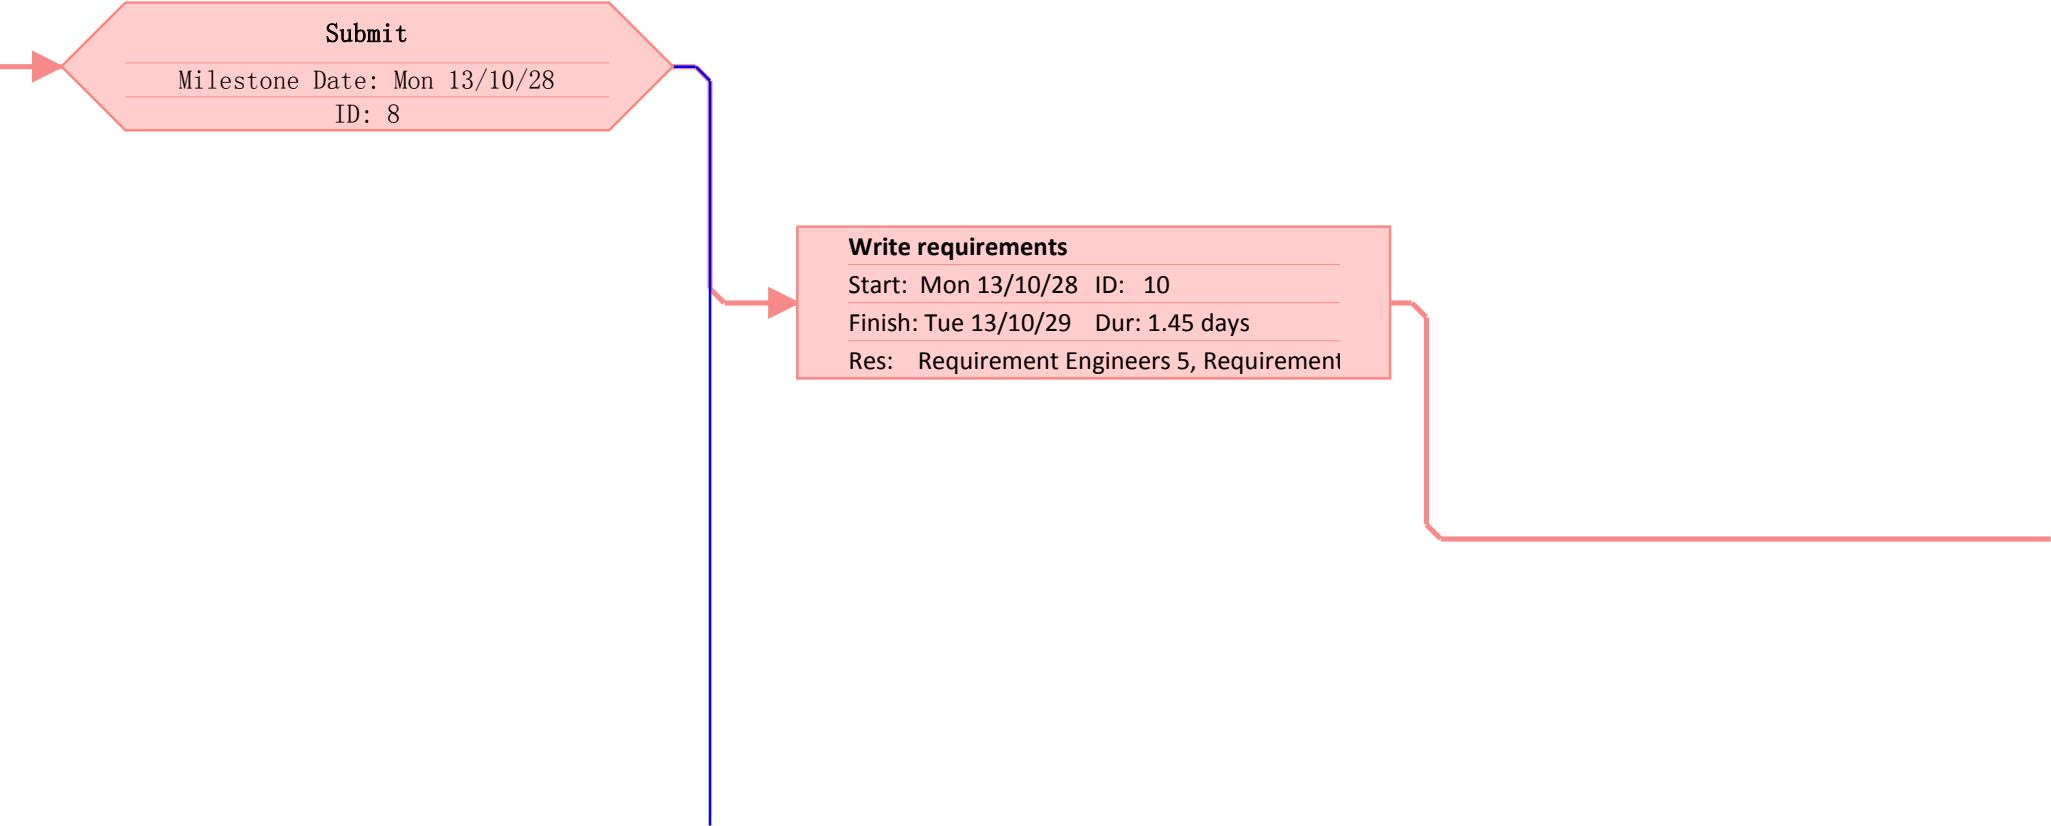 Submit
Milestone Date: Mon 13/10/28
ID: 8
Write requirements
Start: Mon 13/10/28 ID: 10
Finish: Tue 13/10/29 Dur: 1.45 days
Res: Requirement Engineers 5, Requirement